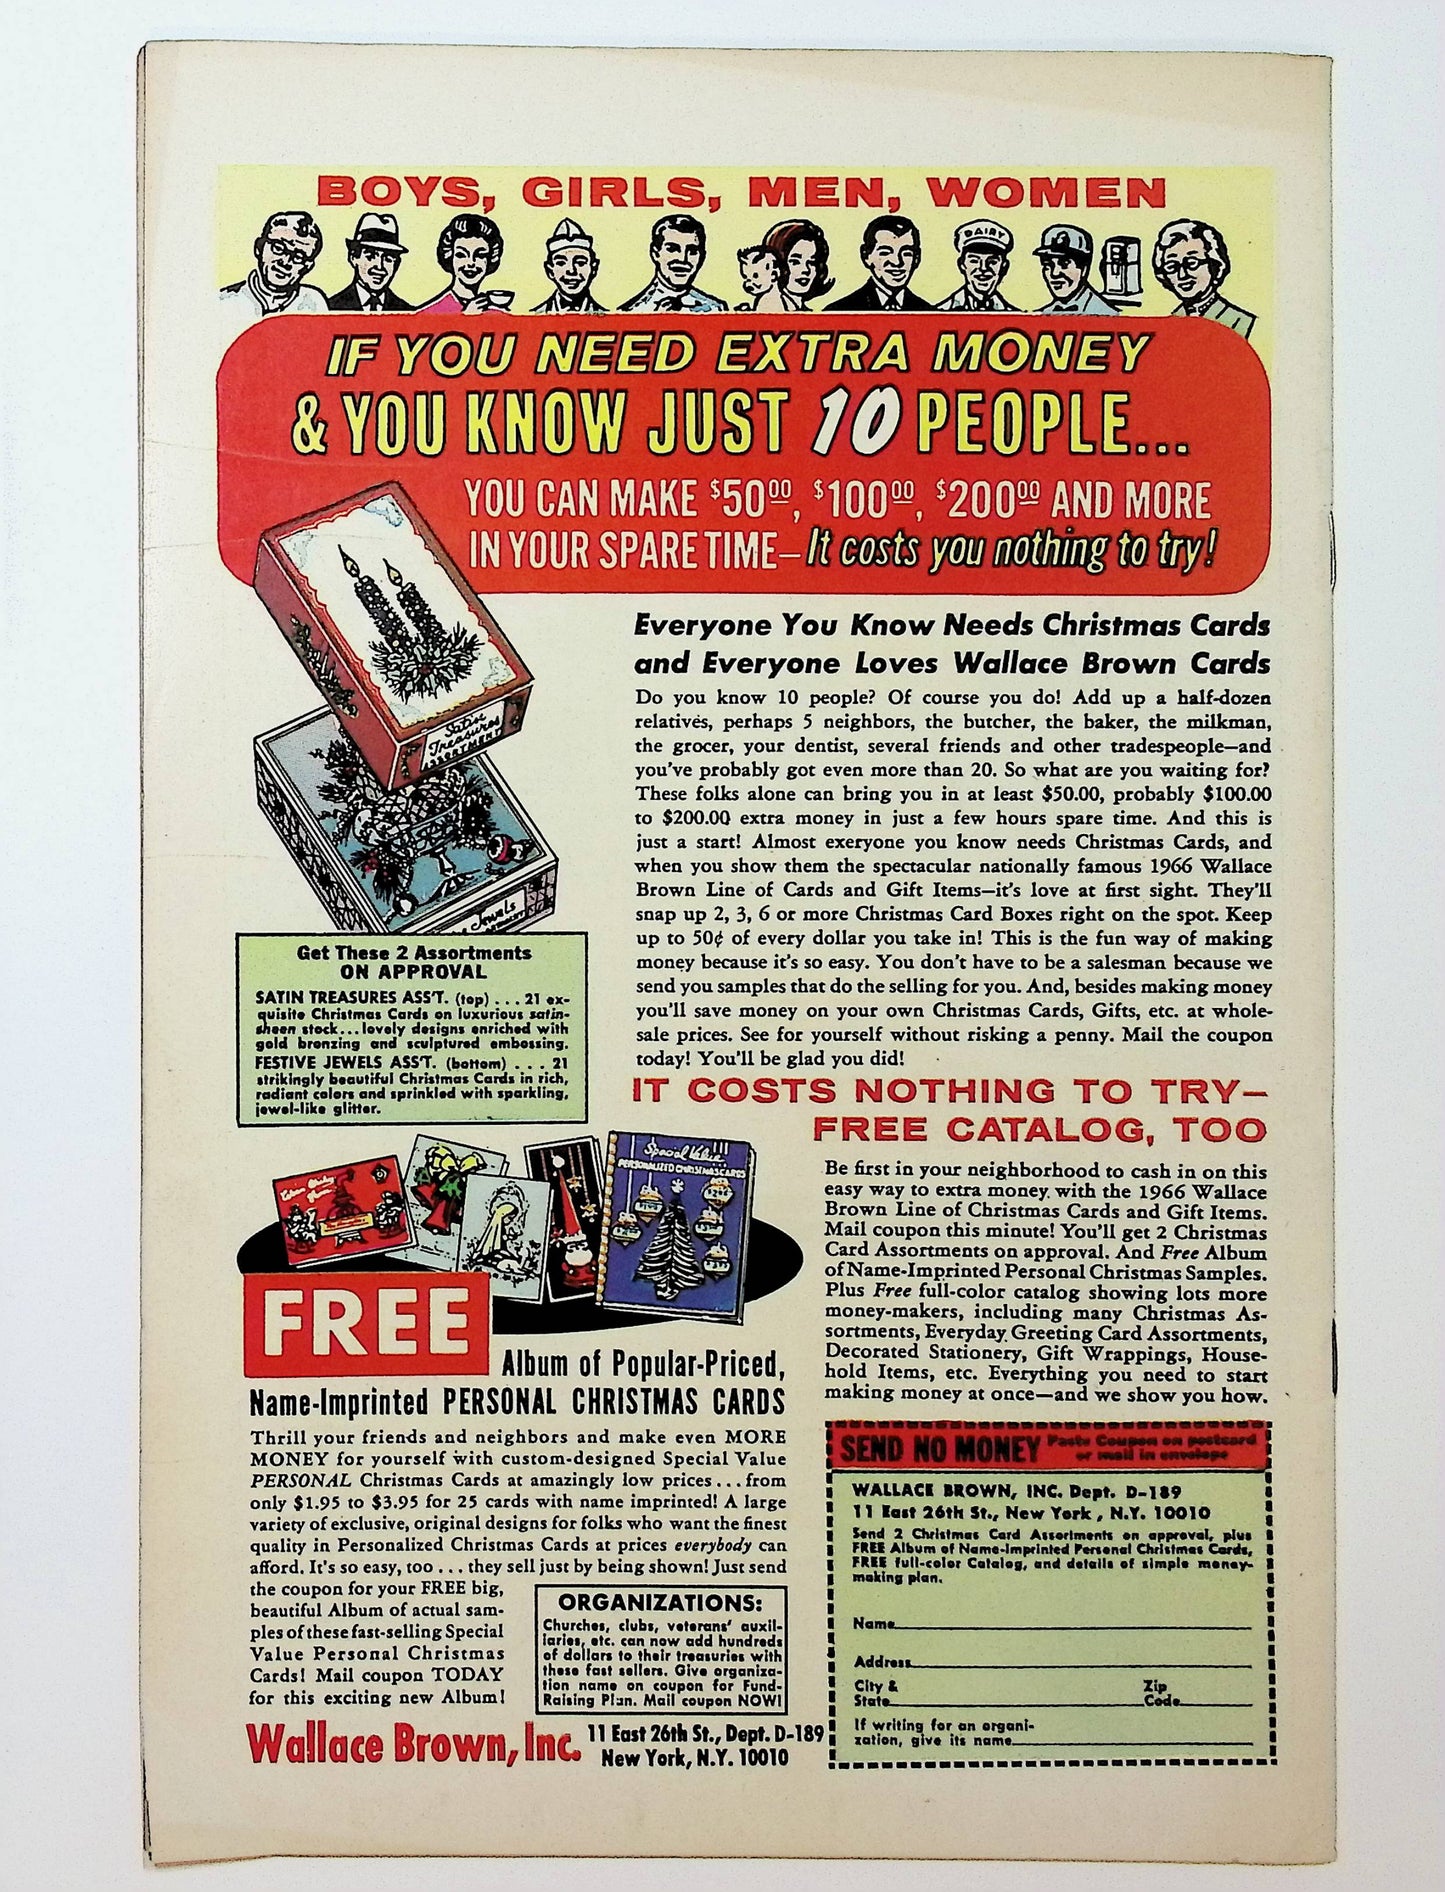 BOYS, GIRLS, MEN, WOMEN
DAIRY
IF YOU NEED EXTRA MONEY
& YOU KNOW JUST 10 PEOPLE...
YOU CAN MAKE $50.00, $100.00, $200.00 AND MORE
IN YOUR SPARE TIME—It costs you nothing to try!
Satin
Treasures
ASSORTMENT
Jewels
Get These 2 Assortments
ON APPROVAL
SATIN TREASURES ASS'T. (top) . . . 21 ex-
quisite Christmas Cards on luxurious satin-
sheen stock...lovely designs enriched with
gold bronzing and sculptured embossing.
FESTIVE JEWELS ASS'T. (bottom) . . . 21
strikingly beautiful Christmas Cards in rich,
radiant colors and sprinkled with sparkling,
jewel-like glitter.
Everyone You Know Needs Christmas Cards
and Everyone Loves Wallace Brown Cards
Do you know 10 people? Of course you do! Add up a half-dozen
relatives, perhaps 5 neighbors, the butcher, the baker, the milkman,
the grocer, your dentist, several friends and other tradespeople—and
you've probably got even more than 20. So what are you waiting for?
These folks alone can bring you in at least $50.00, probably $100.00
to $200.00 extra money in just a few hours spare time. And this is
just a start! Almost exeryone you know needs Christmas Cards, and
when you show them the spectacular nationally famous 1966 Wallace
Brown Line of Cards and Gift Items—it's love at first sight. They'll
snap up 2, 3, 6 or more Christmas Card Boxes right on the spot. Keep
up to 50¢ of every dollar you take in! This is the fun way of making
money because it's so easy. You don't have to be a salesman because we
send you samples that do the selling for you. And, besides making money
you'll save money on your own Christmas Cards, Gifts, etc. at whole-
sale prices. See for yourself without risking a penny. Mail the coupon
today! You'll be glad you did!
IT COSTS NOTHING TO TRY—
FREE CATALOG, TOO
Be first in your neighborhood to cash in on this
easy way to extra money with the 1966 Wallace
Brown Line of Christmas Cards and Gift Items.
Mail coupon this minute! You'll get 2 Christmas
Card Assortments on approval. And Free Album
of Name-Imprinted Personal Christmas Samples.
Plus Free full-color catalog showing lots more
money-makers, including many Christmas As-
sortments, Everyday Greeting Card Assortments,
Decorated Stationery, Gift Wrappings, House-
hold Items, etc. Everything you need to start
making money at once—and we show you how.
Special Value
PERSONALIZED CHRISTMAS CARDS
FREE
Album of Popular-Priced,
Name-Imprinted PERSONAL CHRISTMAS CARDS
Thrill your friends and neighbors and make even MORE
MONEY for yourself with custom-designed Special Value
PERSONAL Christmas Cards at amazingly low prices...from
only $1.95 to $3.95 for 25 cards with name imprinted! A large
variety of exclusive, original designs for folks who want the finest
quality in Personalized Christmas Cards at prices everybody can
afford. It's so easy, too . . . they sell just by being shown! Just send
the coupon for your FREE big,
beautiful Album of actual sam-
ples of these fast-selling Special
Value Personal Christmas
Cards! Mail coupon TODAY
for this exciting new Album!
ORGANIZATIONS:
Churches, clubs, veterans' auxil-
iaries, etc. can now add hundreds
of dollars to their treasuries with
these fast sellers. Give organiza-
tion name on coupon for Fund-
Raising Plan. Mail coupon NOW!
Wallace Brown, Inc. 11 East 26th St., Dept. D-189
New York, N.Y. 10010
SEND NO MONEY Paste Coupon on postcard
or mail in envelope
WALLACE BROWN, INC. Dept. D-189
11 East 26th St., New York, N.Y. 10010
Send 2 Christmas Card Assortments on approval, plus
FREE Album of Name-Imprinted Personal Christmas Cards,
FREE full-color Catalog, and details of simple money-
making plan.
Name
Address
City & State Zip Code
If writing for an organi-
zation, give its name